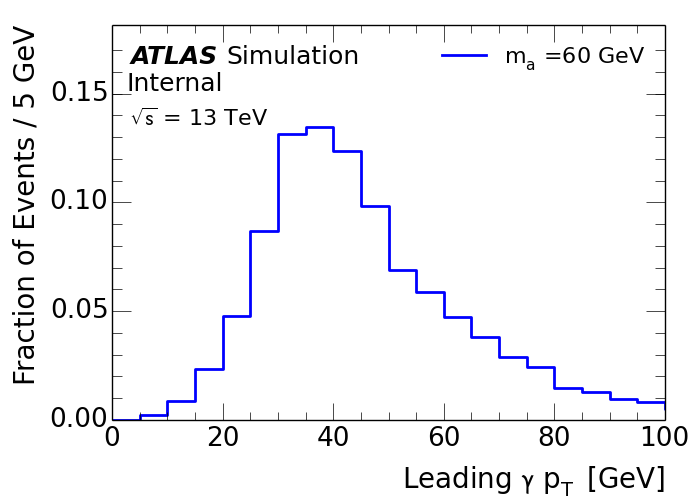 ATLAS Simulation
Internal
√s = 13 TeV
m_a =60 GeV
Fraction of Events / 5 GeV
0.15
0.10
0.05
0.00
0 20 40 60 80 100
Leading γ p_T [GeV]